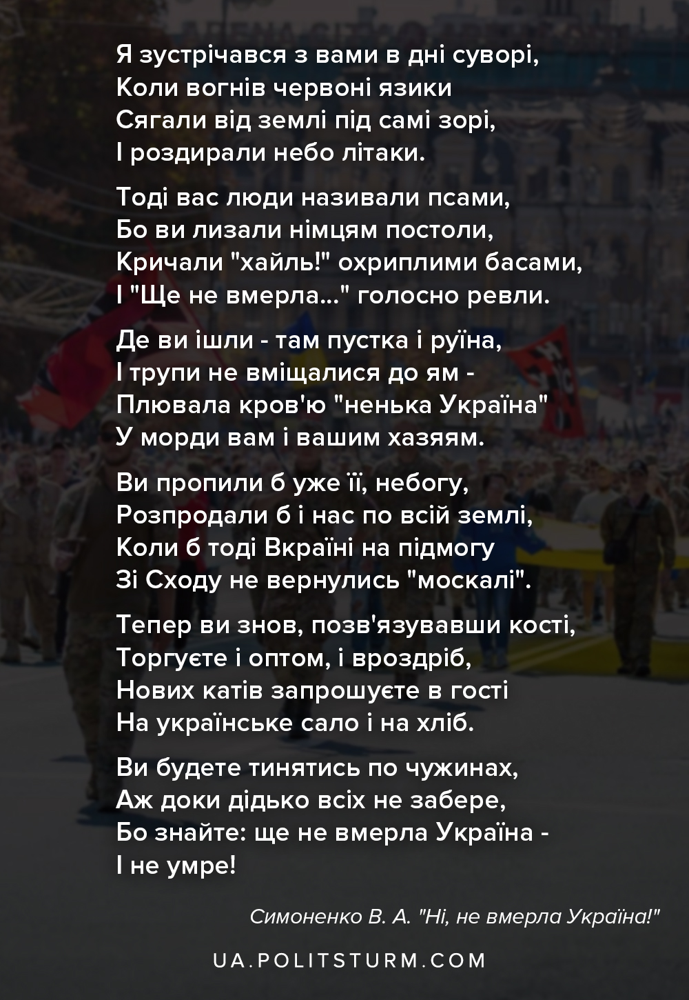 Я зустрічався з вами в дні суворі,
Коли вогнів червоні язики
Сягали від землі під самі зорі,
І роздирали небо літаки.
Тоді вас люди називали псами,
Бо ви лизали німцям постоли,
Кричали "хайль!" охриплими басами,
І "Ще не вмерла..." голосно ревли.
Де ви ішли - там пустка і руїна,
І трупи не вміщалися до ям -
Плювала кров'ю "ненька Україна"
У морди вам і вашим хазяям.
Ви пропили б уже її, небогу,
Розпродали б і нас по всій землі,
Коли б тоді Вкраїні на підмогу
Зі Сходу не вернулись "москалі".
Тепер ви знов, позв'язувавши кості,
Торгуєте і оптом, і вроздріб,
Нових катів запрошуєте в гості
На українське сало і на хліб.
Ви будете тинятись по чужинах,
Аж доки дідько всіх не забере,
Бо знайте: ще не вмерла Україна -
І не умре!
Симоненко В. А. "Ні, не вмерла Україна!"
UA.POLITSTURM.COM